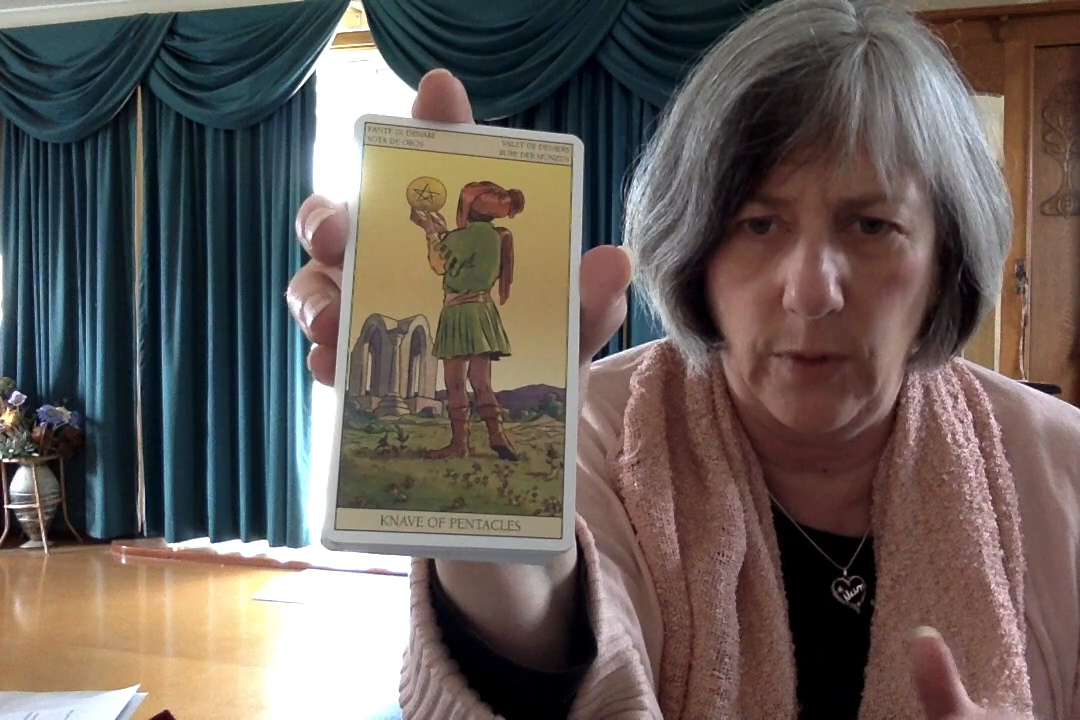 FANTE DI DENARI
SOTA DE OROS
VALET DE DENIERS
BUBE DER MÜNZEN
KNAVE OF PENTACLES